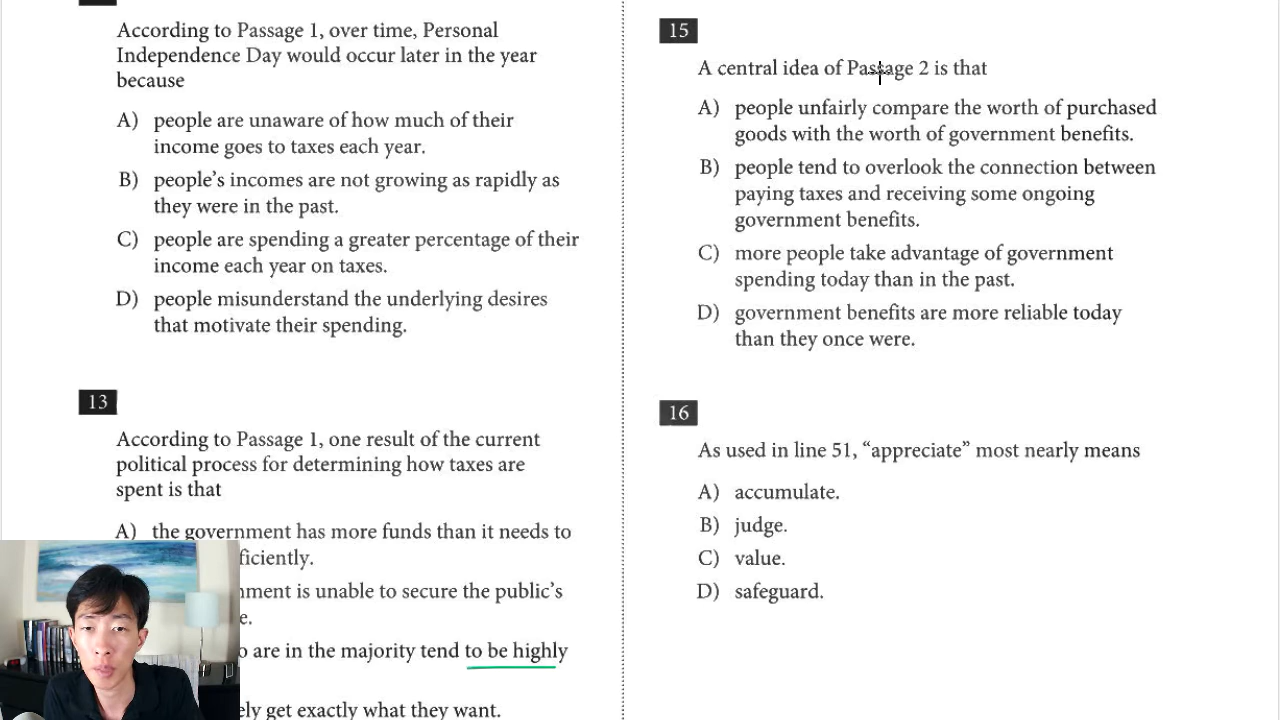 According to Passage 1, over time, Personal
Independence Day would occur later in the year
because
A) people are unaware of how much of their
income goes to taxes each year.
B) people's incomes are not growing as rapidly as
they were in the past.
C) people are spending a greater percentage of their
income each year on taxes.
D) people misunderstand the underlying desires
that motivate their spending.
13
According to Passage 1, one result of the current
political process for determining how taxes are
spent is that
A) the government has more funds than it needs to
are in the majority tend to be highly
get exactly what they want.
15
A central idea of Passage 2 is that
A) people unfairly compare the worth of purchased
goods with the worth of government benefits.
B) people tend to overlook the connection between
paying taxes and receiving some ongoing
government benefits.
C) more people take advantage of government
spending today than in the past.
D) government benefits are more reliable today
than they once were.
16
As used in line 51, “appreciate” most nearly means
A) accumulate.
B) judge.
C) value.
D) safeguard.